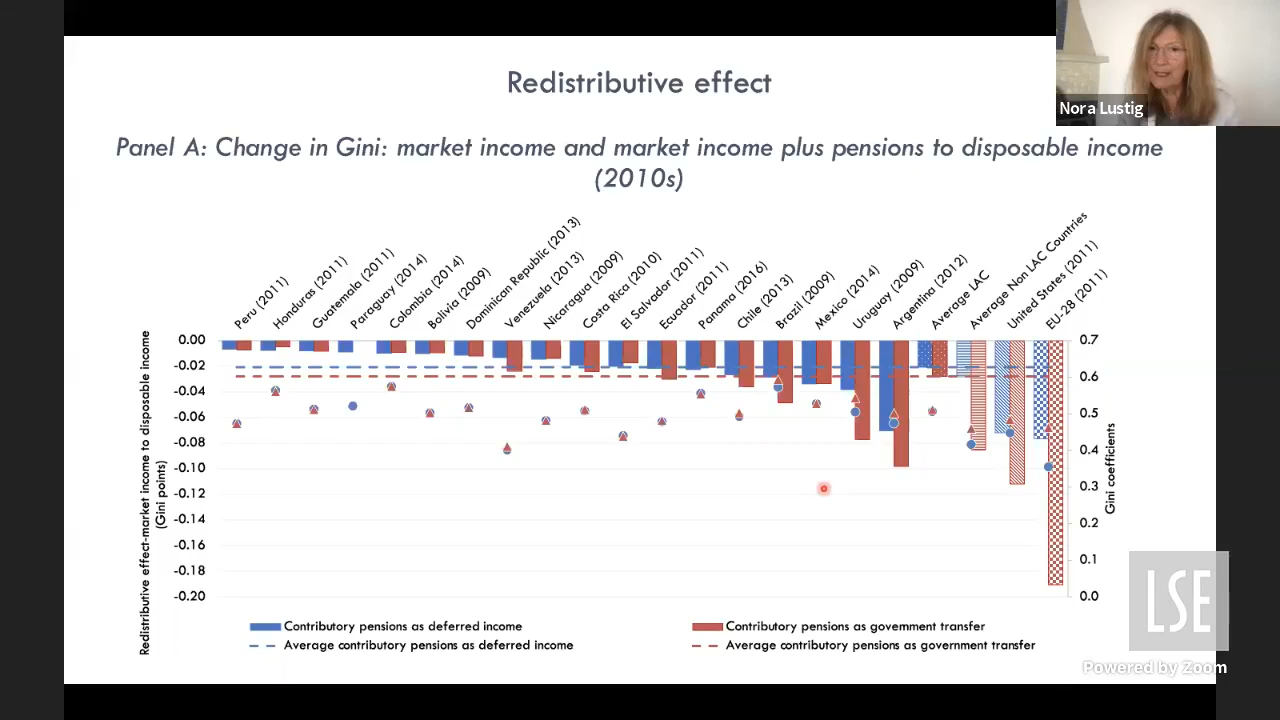 Redistributive effect
Nora Lustig
Panel A: Change in Gini: market income and market income plus pensions to disposable income
(2010s)
Peru (2011)
Honduras (2011)
Guatemala (2011)
Paraguay (2014)
Colombia (2014)
Bolivia (2009)
Dominican Republic (2013)
Venezuela (2013)
Nicaragua (2009)
Costa Rica (2010)
El Salvador (2011)
Ecuador (2011)
Panama (2016)
Chile (2013)
Brazil (2009)
Mexico (2014)
Uruguay (2009)
Argentina (2012)
Average LAC
Average Non LAC Countries
United States (2011)
EU-28 (2011)
Redistributive effect-market income to disposable income
(Gini points)
0.00
-0.02
-0.04
-0.06
-0.08
-0.10
-0.12
-0.14
-0.16
-0.18
-0.20
0.7
0.6
0.5
0.4
0.3
0.2
0.1
0.0
Gini coefficients
Contributory pensions as deferred income
Contributory pensions as government transfer
Average contributory pensions as deferred income
Average contributory pensions as government transfer
LSE
Powered by Zoom